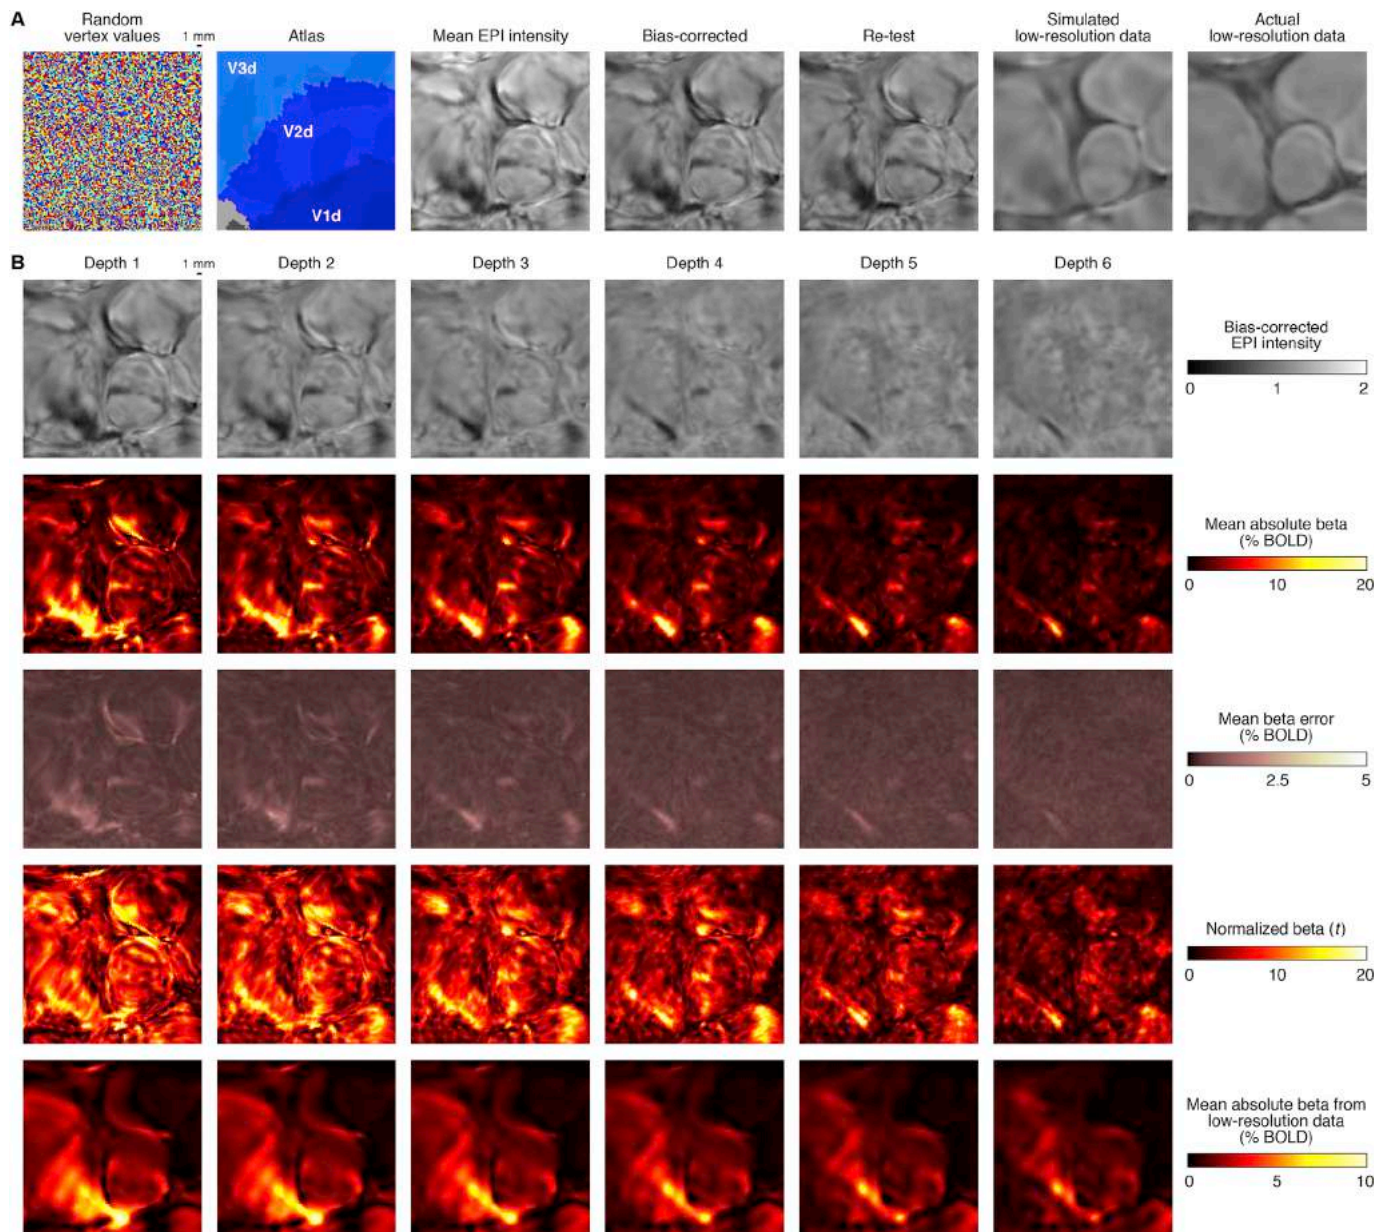 A
Random
vertex values
1 mm
Atlas
Mean EPI intensity
Bias-corrected
Re-test
Simulated
low-resolution data
Actual
low-resolution data
V3d
V2d
V1d
B
Depth 1
1 mm
Depth 2
Depth 3
Depth 4
Depth 5
Depth 6
Bias-corrected
EPI intensity
0 1 2
Mean absolute beta
(% BOLD)
0 10 20
Mean beta error
(% BOLD)
0 2.5 5
Normalized beta (t)
0 10 20
Mean absolute beta from
low-resolution data
(% BOLD)
0 5 10